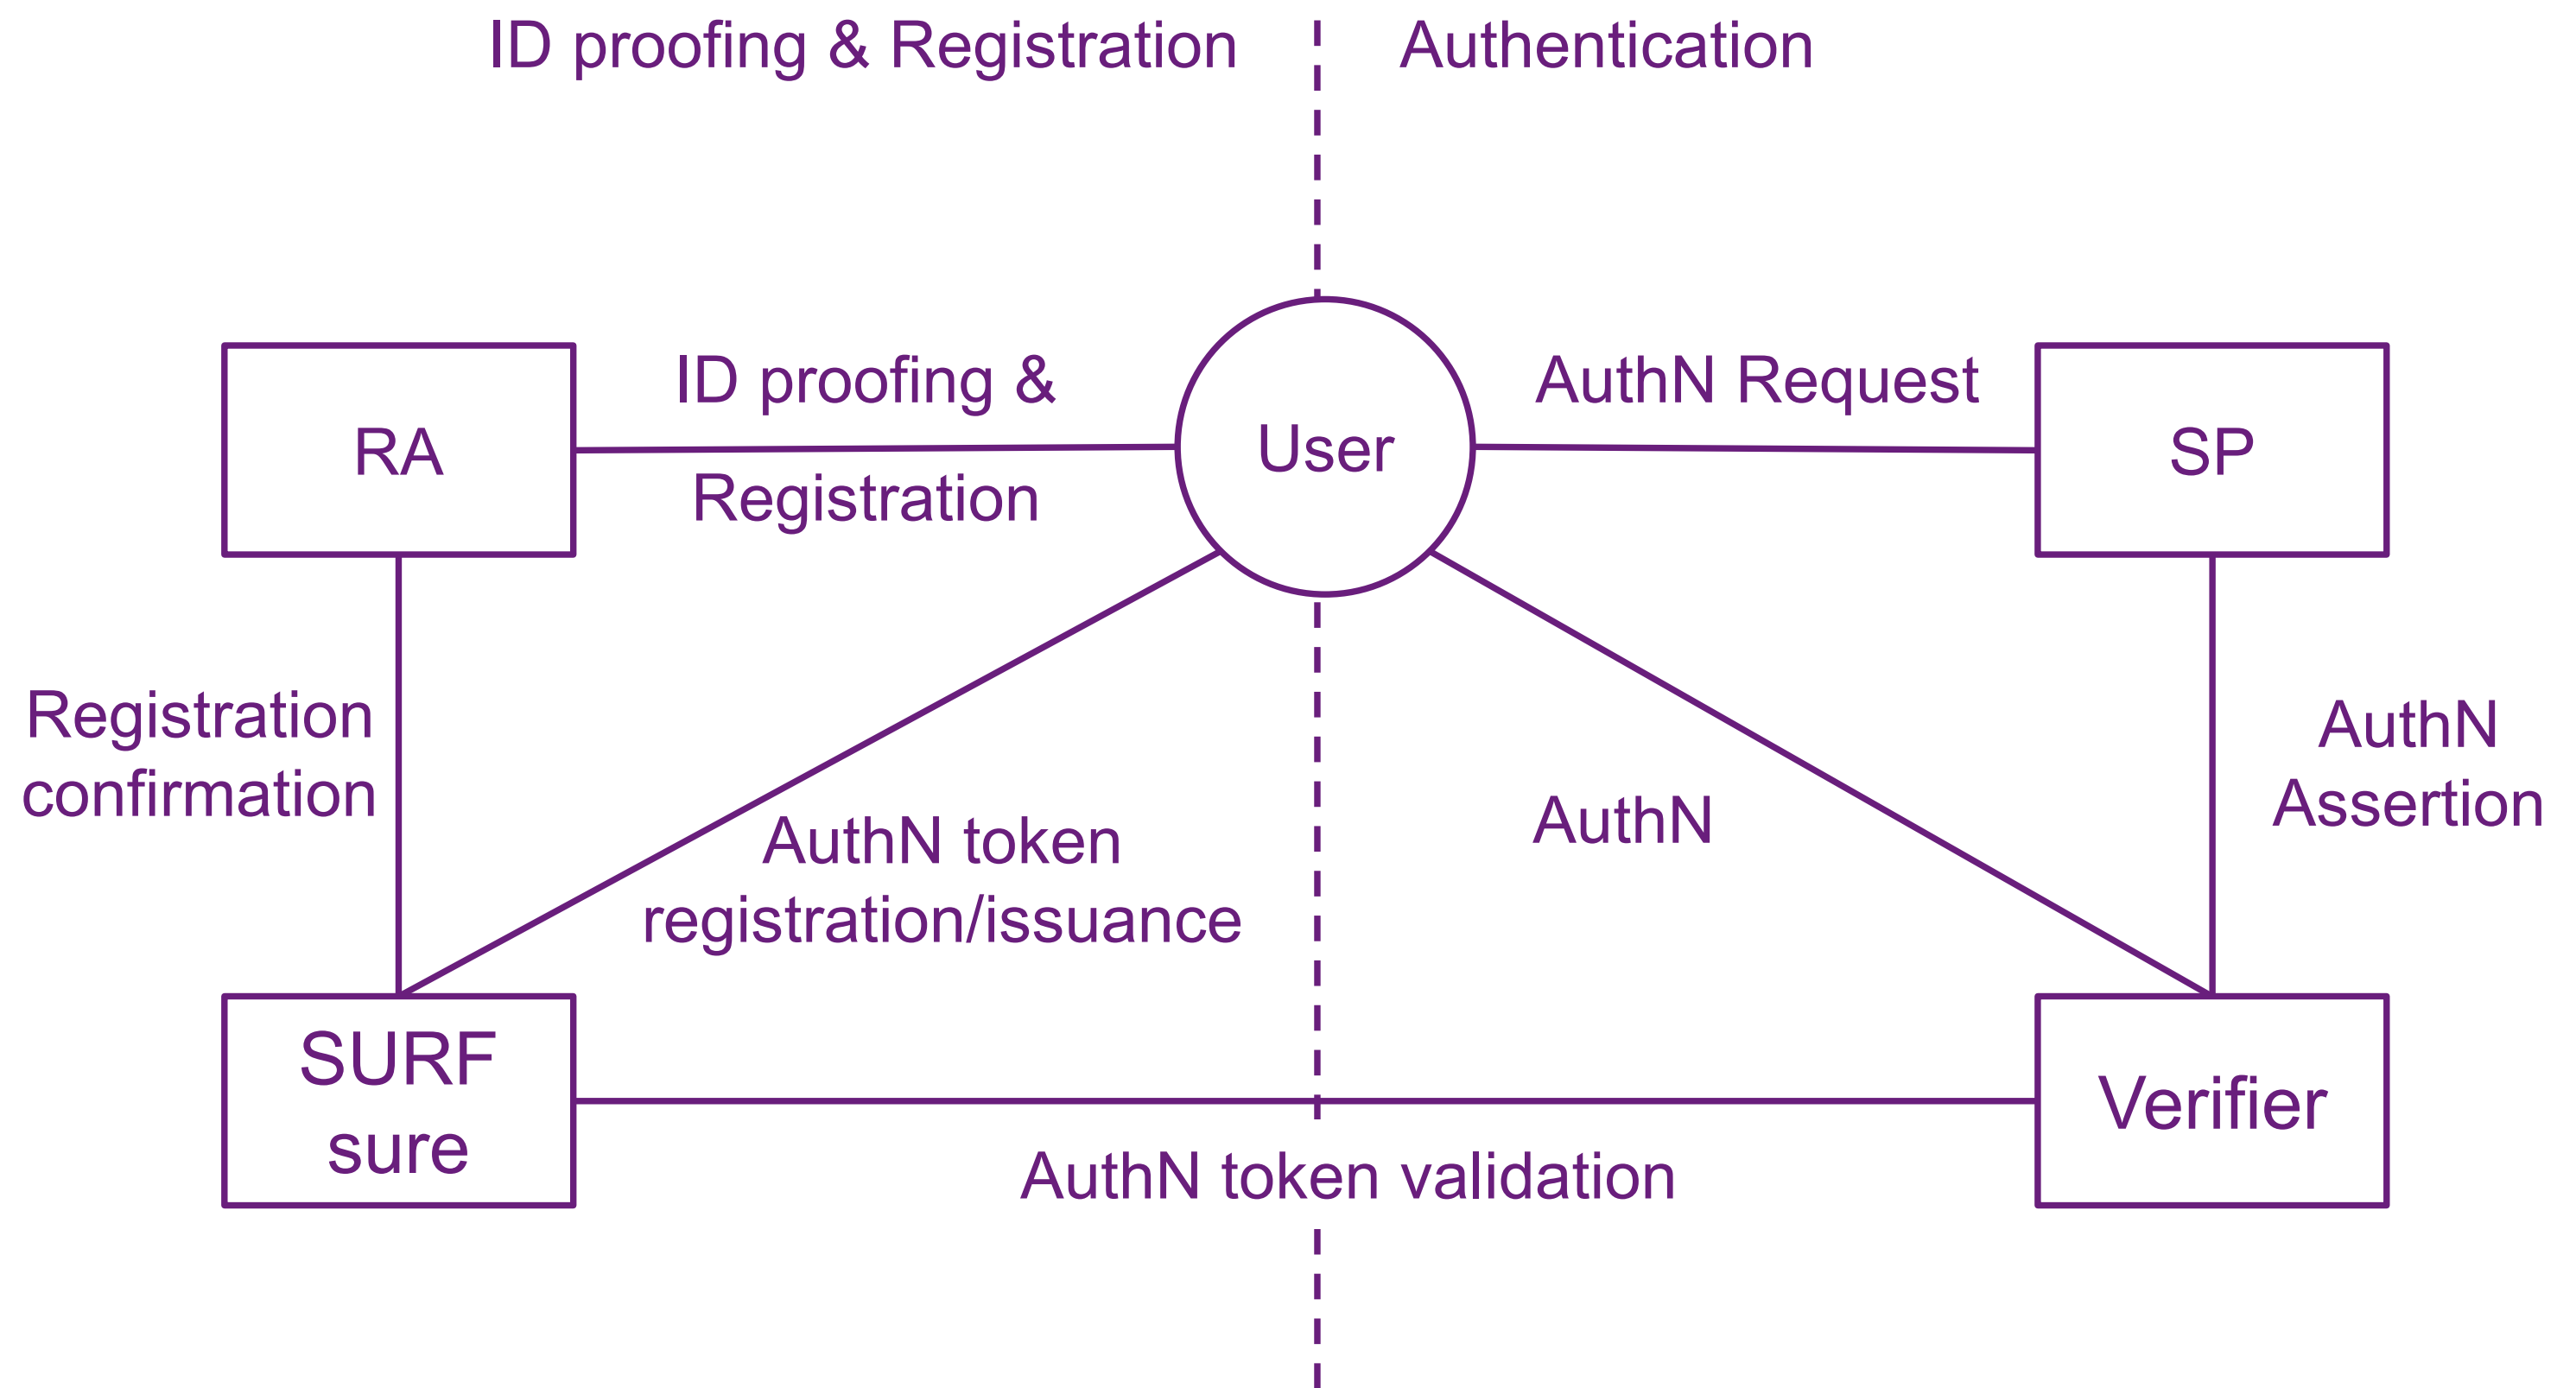 ID proofing & Registration
Authentication
ID proofing &
Registration
AuthN Request
RA
User
SP
Registration
confirmation
AuthN token
registration/issuance
AuthN
AuthN
Assertion
SURF
sure
Verifier
AuthN token validation